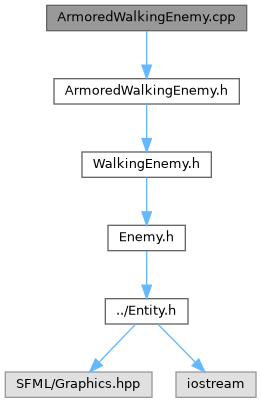 ArmoredWalkingEnemy.cpp
ArmoredWalkingEnemy.h
WalkingEnemy.h
Enemy.h
../Entity.h
SFML/Graphics.hpp
iostream